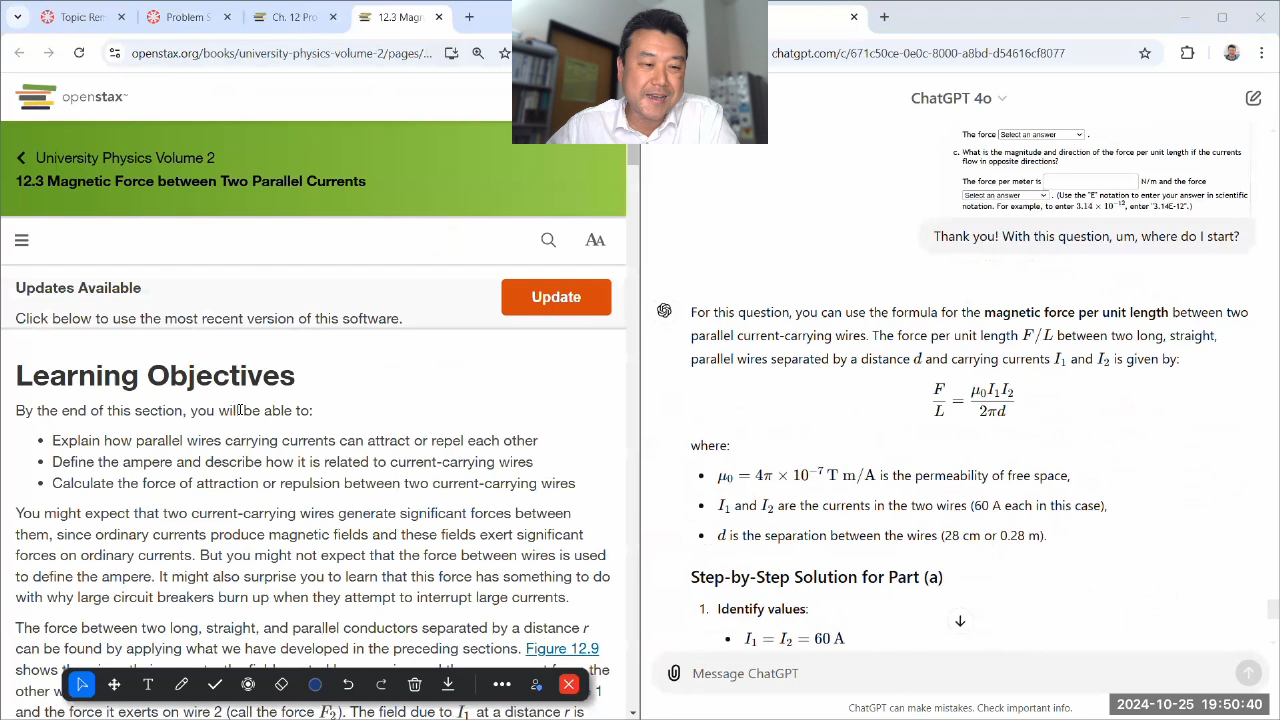 Topic Ren
Problem S
Ch. 12 Pro
12.3 Magn
openstax.org/books/university-physics-volume-2/pages/...
chatgpt.com/c/671c50ce-0e0c-8000-a8bd-d54616cf8077
openstax™
University Physics Volume 2
12.3 Magnetic Force between Two Parallel Currents
AA
Updates Available
Click below to use the most recent version of this software.
Update
Learning Objectives
By the end of this section, you will be able to:
• Explain how parallel wires carrying currents can attract or repel each other
• Define the ampere and describe how it is related to current-carrying wires
• Calculate the force of attraction or repulsion between two current-carrying wires
You might expect that two current-carrying wires generate significant forces between
them, since ordinary currents produce magnetic fields and these fields exert significant
forces on ordinary currents. But you might not expect that the force between wires is used
to define the ampere. It might also surprise you to learn that this force has something to do
with why large circuit breakers burn up when they attempt to interrupt large currents.
The force between two long, straight, and parallel conductors separated by a distance r
can be found by applying what we have developed in the preceding sections. Figure 12.9
shows
the
other w
1
and the force it exerts on wire 2 (call the force F₂). The field due to I₁ at a distance r is
ChatGPT 4o
The force Select an answer .
c. What is the magnitude and direction of the force per unit length if the currents
flow in opposite directions?
The force per meter is N/m and the force
Select an answer . (Use the "E" notation to enter your answer in scientific
notation. For example, to enter 3.14 × 10⁻¹², enter "3.14E-12".)
Thank you! With this question, um, where do I start?
For this question, you can use the formula for the magnetic force per unit length between two
parallel current-carrying wires. The force per unit length F/L between two long, straight,
parallel wires separated by a distance d and carrying currents I₁ and I₂ is given by:
F/L = μ₀I₁I₂/2πd
where:
• μ₀ = 4π × 10⁻⁷ T m/A is the permeability of free space,
• I₁ and I₂ are the currents in the two wires (60 A each in this case),
• d is the separation between the wires (28 cm or 0.28 m).
Step-by-Step Solution for Part (a)
1. Identify values:
• I₁ = I₂ = 60 A
Message ChatGPT
ChatGPT can make mistakes. Check important info.
2024-10-25 19:50:40